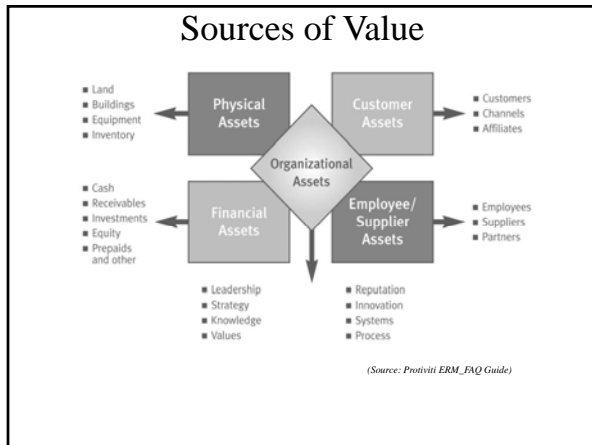 Sources of Value
■ Land
■ Buildings
■ Equipment
■ Inventory
Physical
Assets
Customer
Assets
■ Customers
■ Channels
■ Affiliates
Organizational
Assets
■ Cash
■ Receivables
■ Investments
■ Equity
■ Prepaids
and other
Financial
Assets
Employee/
Supplier
Assets
■ Employees
■ Suppliers
■ Partners
■ Leadership
■ Strategy
■ Knowledge
■ Values
■ Reputation
■ Innovation
■ Systems
■ Process
(Source: Protiviti ERM_FAQ Guide)